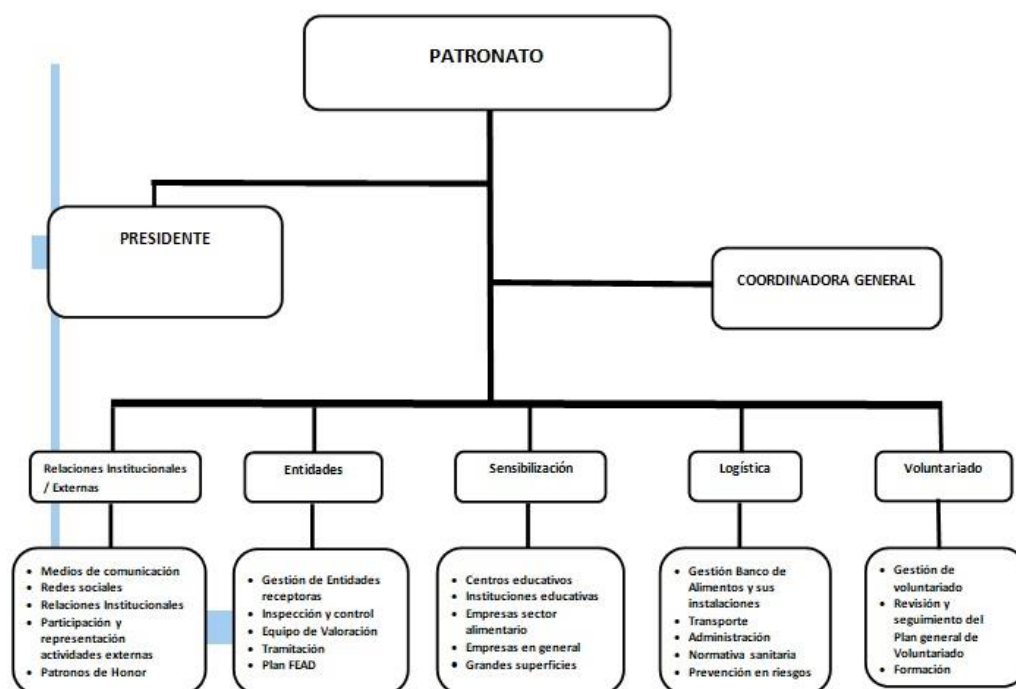 PATRONATO
PRESIDENTE
COORDINADORA GENERAL
Relaciones Institucionales
/ Externas
Entidades
Sensibilización
Logística
Voluntariado
• Medios de comunicación
• Redes sociales
• Relaciones Institucionales
• Participación y
representación
actividades externas
• Patronos de Honor
• Gestión de Entidades
receptoras
• Inspección y control
• Equipo de Valoración
• Tramitación
• Plan FEAD
• Centros educativos
• Instituciones educativas
• Empresas sector
alimentario
• Empresas en general
• Grandes superficies
• Gestión Banco de
Alimentos y sus
instalaciones
• Transporte
• Administración
• Normativa sanitaria
• Prevención en riesgos
• Gestión de
voluntariado
• Revisión y
seguimiento del
Plan general de
Voluntariado
• Formación